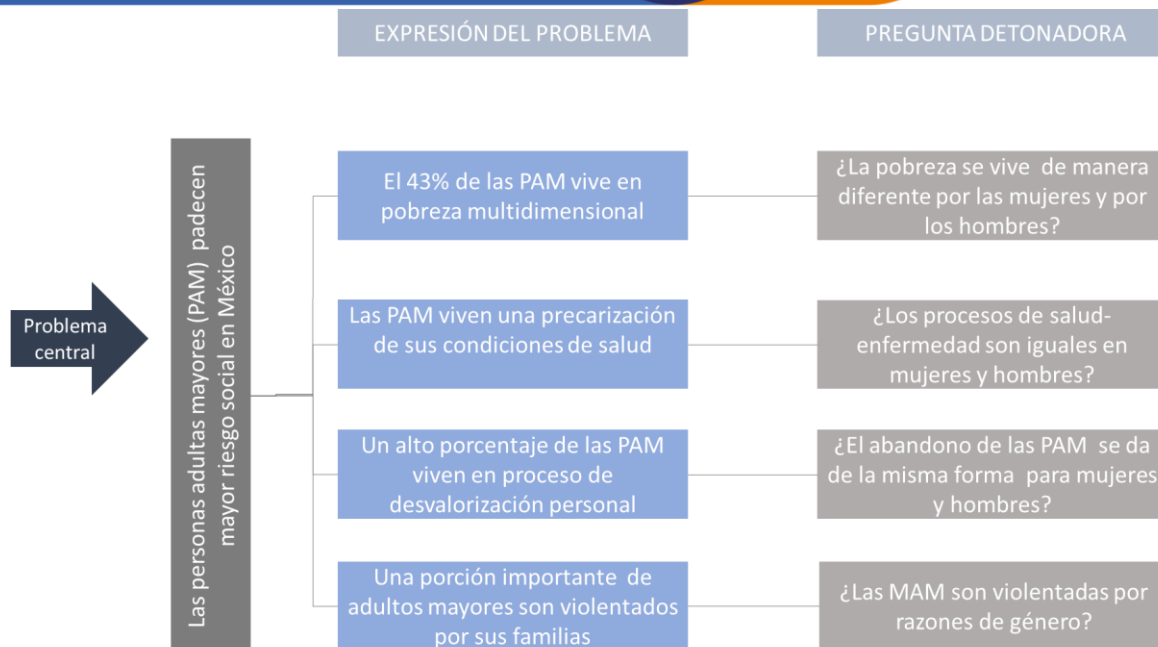 EXPRESIÓN DEL PROBLEMA
PREGUNTA DETONADORA
Problema
central
Las personas adultas mayores (PAM) padecen
mayor riesgo social en México
El 43% de las PAM vive en
pobreza multidimensional
¿La pobreza se vive de manera
diferente por las mujeres y por
los hombres?
Las PAM viven una precarización
de sus condiciones de salud
¿Los procesos de salud-
enfermedad son iguales en
mujeres y hombres?
Un alto porcentaje de las PAM
viven en proceso de
desvalorización personal
¿El abandono de las PAM se da
de la misma forma para mujeres
y hombres?
Una porción importante de
adultos mayores son violentados
por sus familias
¿Las MAM son violentadas por
razones de género?